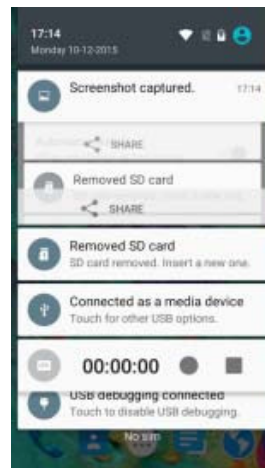 17:14
Monday 10-12-2015
Screenshot captured.
17:14
SHARE
Removed SD card
SHARE
Removed SD card
SD card removed. Insert a new one.
Connected as a media device
Touch for other USB options.
00:00:00
USB debugging connected
Touch to disable USB debugging.
No sim